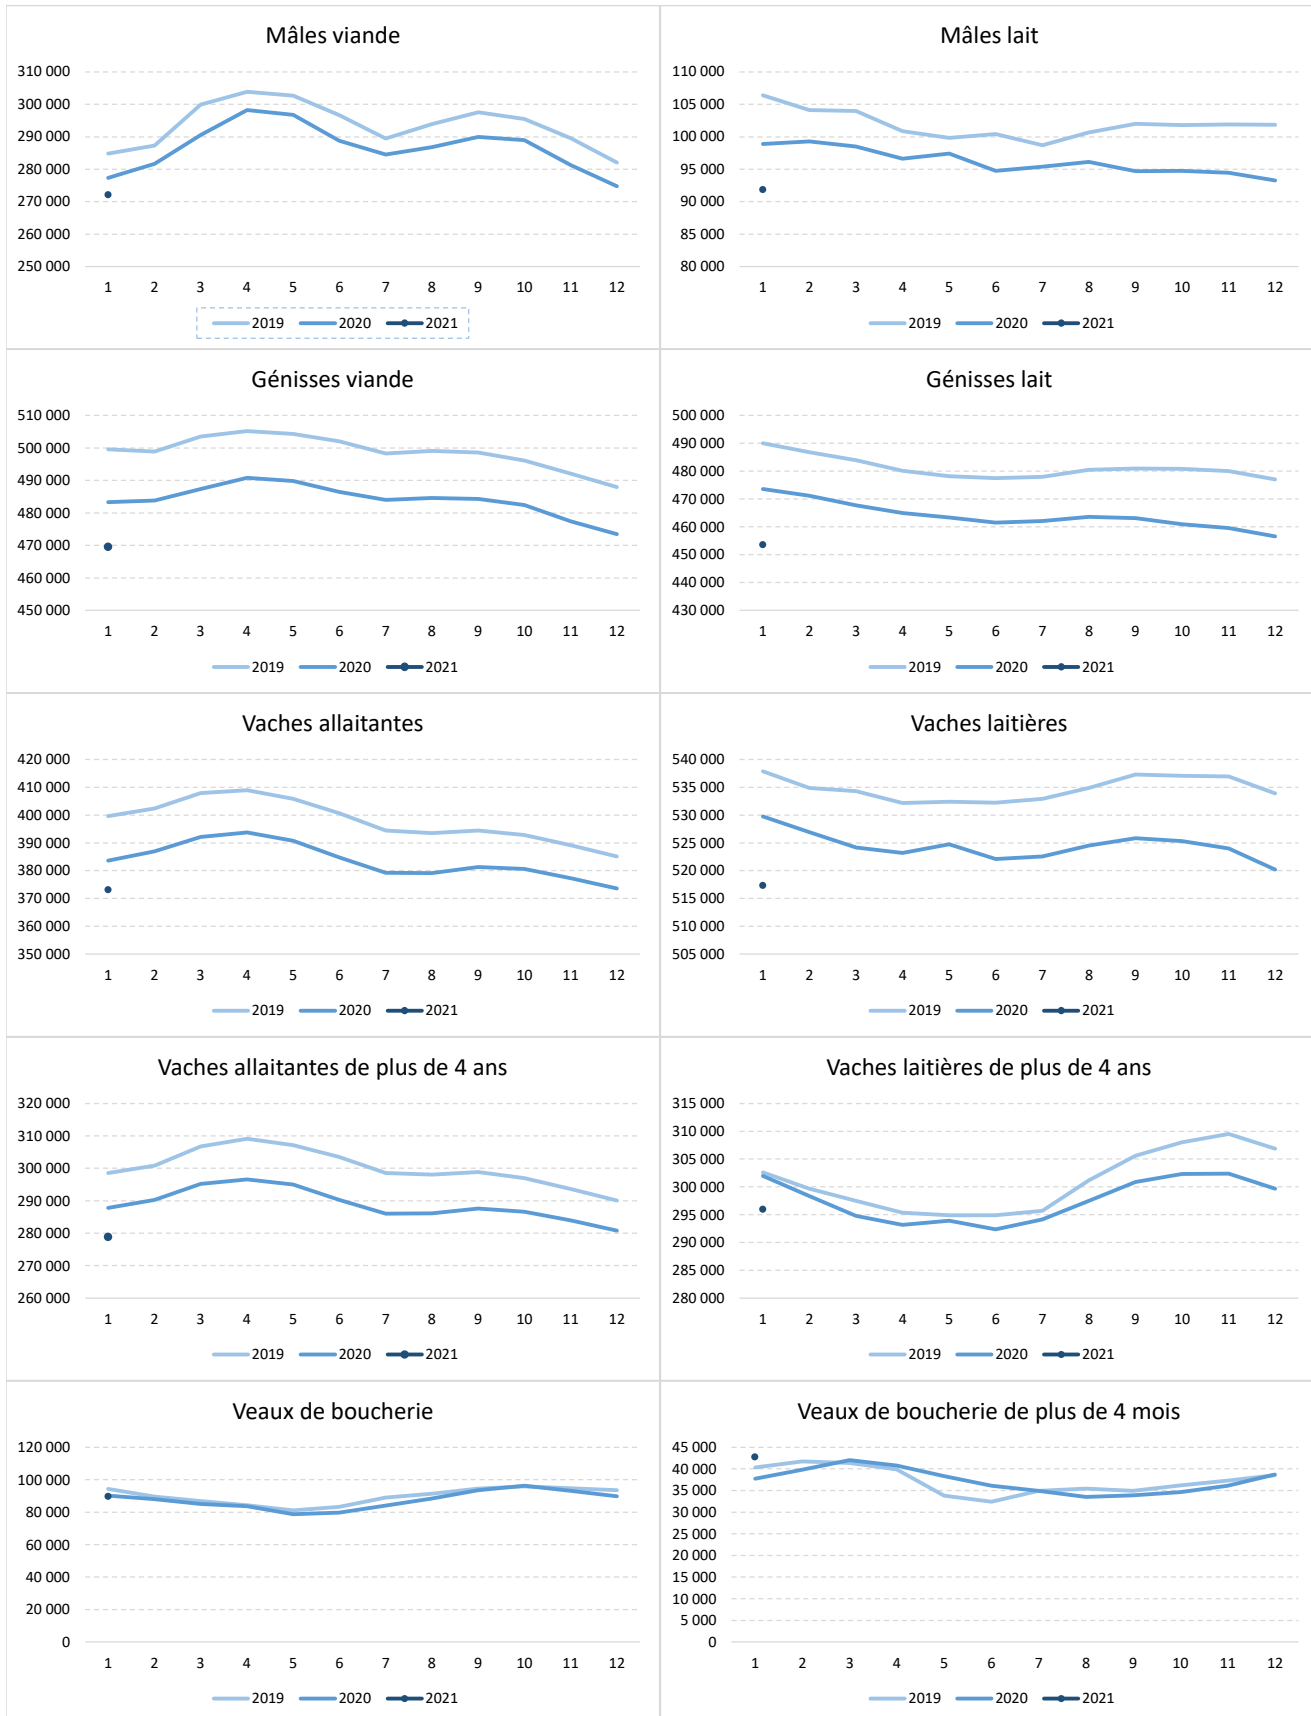 Mâles viande
310 000
300 000
290 000
280 000
270 000
260 000
250 000
1 2 3 4 5 6 7 8 9 10 11 12
2019 2020 2021
Mâles lait
110 000
105 000
100 000
95 000
90 000
85 000
80 000
1 2 3 4 5 6 7 8 9 10 11 12
2019 2020 2021
Génisses viande
510 000
500 000
490 000
480 000
470 000
460 000
450 000
1 2 3 4 5 6 7 8 9 10 11 12
2019 2020 2021
Génisses lait
500 000
490 000
480 000
470 000
460 000
450 000
440 000
430 000
1 2 3 4 5 6 7 8 9 10 11 12
2019 2020 2021
Vaches allaitantes
420 000
410 000
400 000
390 000
380 000
370 000
360 000
350 000
1 2 3 4 5 6 7 8 9 10 11 12
2019 2020 2021
Vaches laitières
540 000
535 000
530 000
525 000
520 000
515 000
510 000
505 000
1 2 3 4 5 6 7 8 9 10 11 12
2019 2020 2021
Vaches allaitantes de plus de 4 ans
320 000
310 000
300 000
290 000
280 000
270 000
260 000
1 2 3 4 5 6 7 8 9 10 11 12
2019 2020 2021
Vaches laitières de plus de 4 ans
315 000
310 000
305 000
300 000
295 000
290 000
285 000
280 000
1 2 3 4 5 6 7 8 9 10 11 12
2019 2020 2021
Veaux de boucherie
120 000
100 000
80 000
60 000
40 000
20 000
0
1 2 3 4 5 6 7 8 9 10 11 12
2019 2020 2021
Veaux de boucherie de plus de 4 mois
45 000
40 000
35 000
30 000
25 000
20 000
15 000
10 000
5 000
0
1 2 3 4 5 6 7 8 9 10 11 12
2019 2020 2021